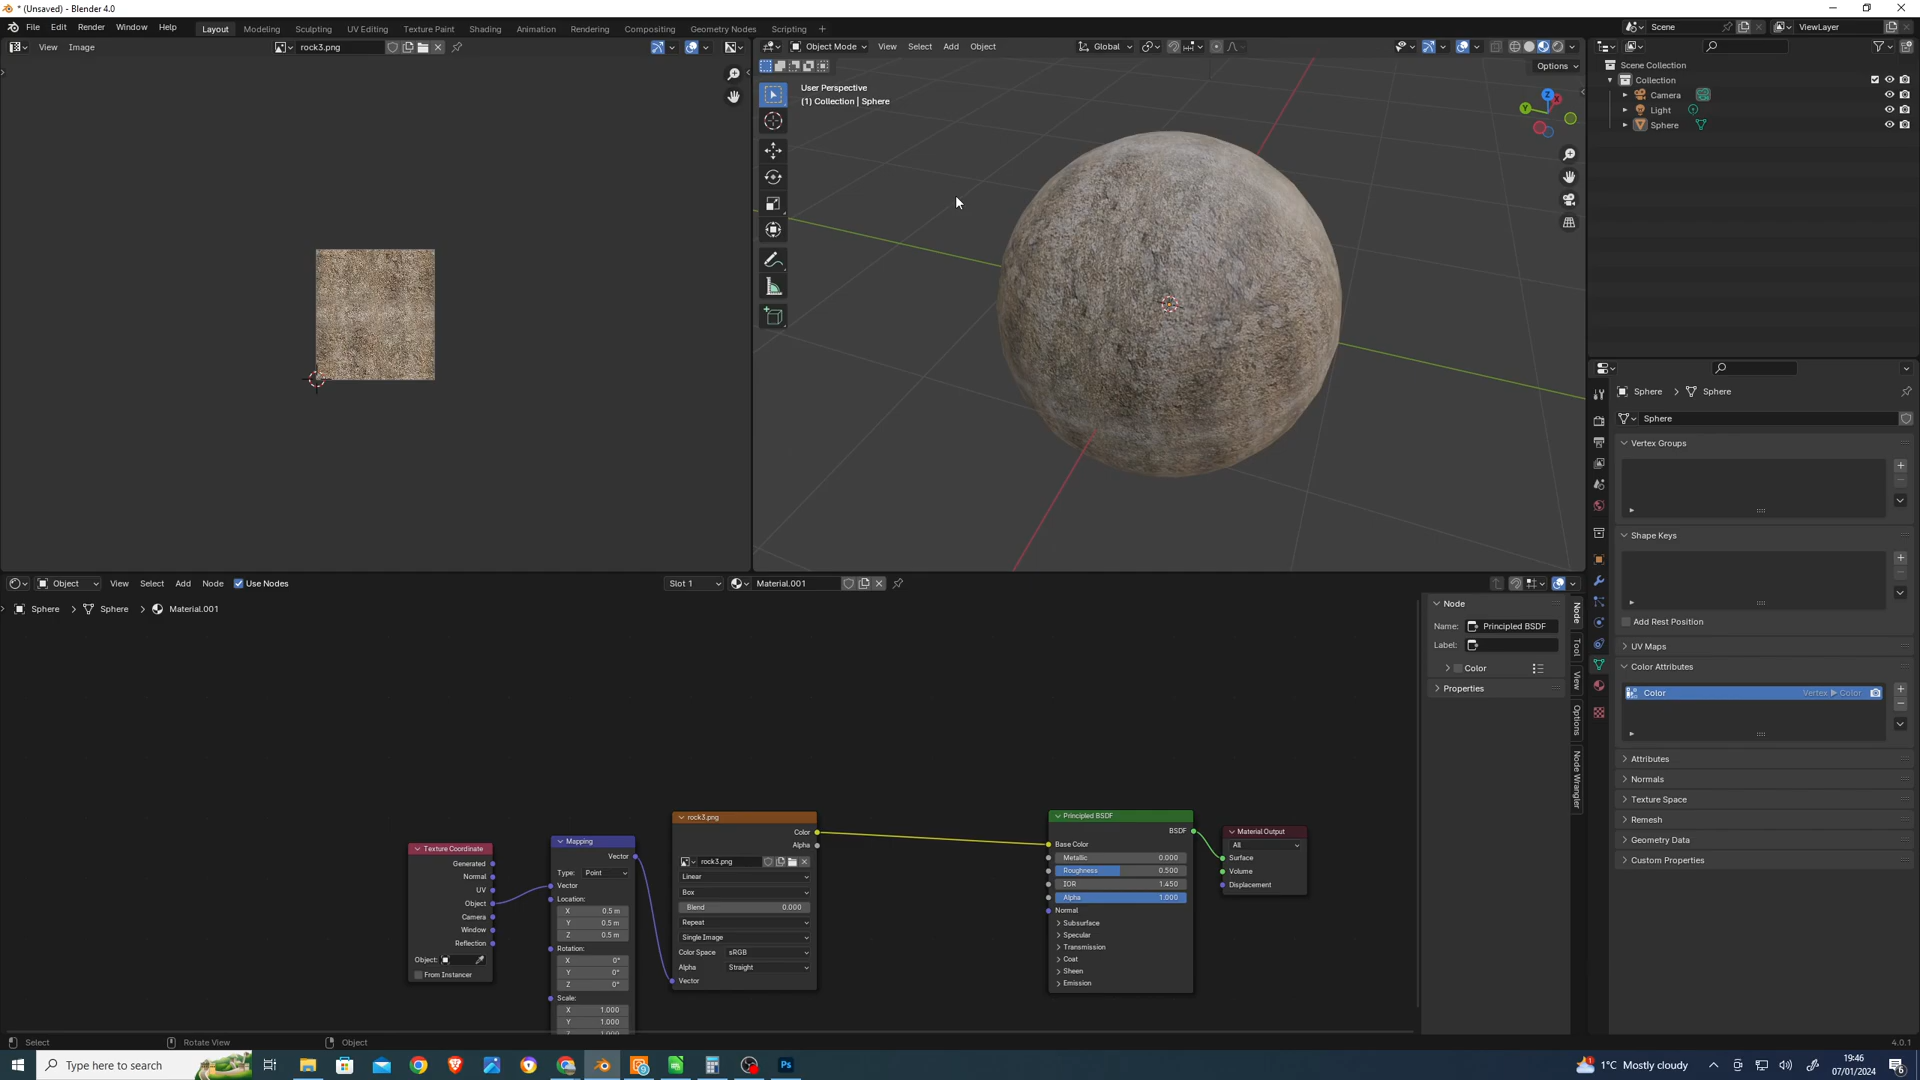 * (Unsaved) - Blender 4.0
File Edit Render Window Help
Layout Modeling Sculpting UV Editing Texture Paint Shading Animation Rendering Compositing Geometry Nodes Scripting +
Scene
ViewLayer
View Image
rock3.png
Object Mode View Select Add Object
Global
Options
User Perspective
(1) Collection | Sphere
Z
X
Y
Scene Collection
Collection
Camera
Light
Sphere
Sphere > Sphere
Sphere
Vertex Groups
Shape Keys
Add Rest Position
UV Maps
Color Attributes
Color Vertex ▶ Color
Attributes
Normals
Texture Space
Remesh
Geometry Data
Custom Properties
Object View Select Add Node Use Nodes
Slot 1
Material.001
Sphere > Sphere > Material.001
Texture Coordinate
Generated
Normal
UV
Object
Camera
Window
Reflection
Object:
From Instancer
Mapping
Vector
Type: Point
Vector
Location:
X 0.5 m
Y 0.5 m
Z 0.5 m
Rotation:
X 0°
Y 0°
Z 0°
Scale:
X 1.000
Y 1.000
rock3.png
Color
Alpha
rock3.png
Linear
Box
Blend 0.000
Repeat
Single Image
Color Space sRGB
Alpha Straight
Vector
Principled BSDF
BSDF
Base Color
Metallic 0.000
Roughness 0.500
IOR 1.450
Alpha 1.000
Normal
Subsurface
Specular
Transmission
Coat
Sheen
Emission
Material Output
All
Surface
Volume
Displacement
Node
Name: Principled BSDF
Label:
Color
Properties
Node
Tool
View
Options
Node Wrangler
Select Rotate View Object
4.0.1
Type here to search
Ps
1°C Mostly cloudy
19:46
07/01/2024
6